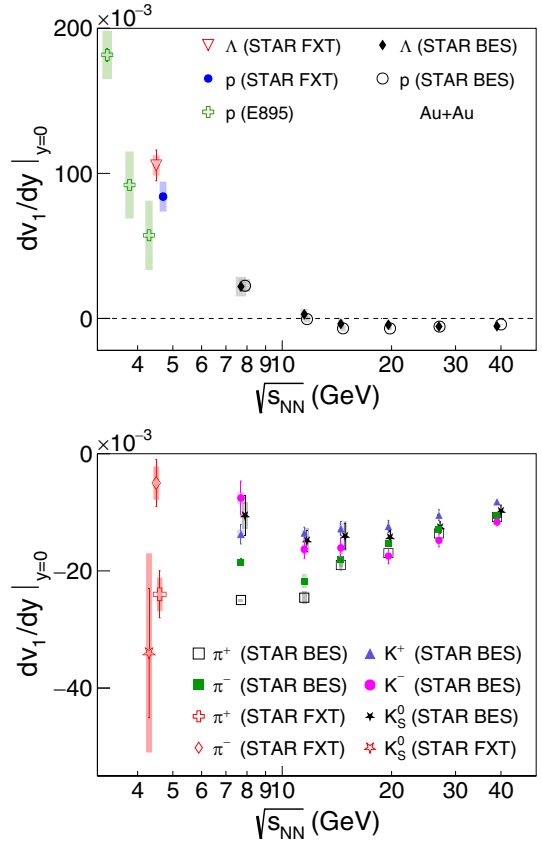 ×10⁻³
200
Λ (STAR FXT)
Λ (STAR BES)
p (STAR FXT)
p (STAR BES)
p (E895)
Au+Au
100
0
dv₁/dy |y=0
4 5 6 7 8 9 10 20 30 40
√sNN (GeV)
×10⁻³
0
−20
−40
dv₁/dy |y=0
π⁺ (STAR BES)
K⁺ (STAR BES)
π⁻ (STAR BES)
K⁻ (STAR BES)
π⁺ (STAR FXT)
K⁰S (STAR BES)
π⁻ (STAR FXT)
K⁰S (STAR FXT)
4 5 6 7 8 9 10 20 30 40
√sNN (GeV)